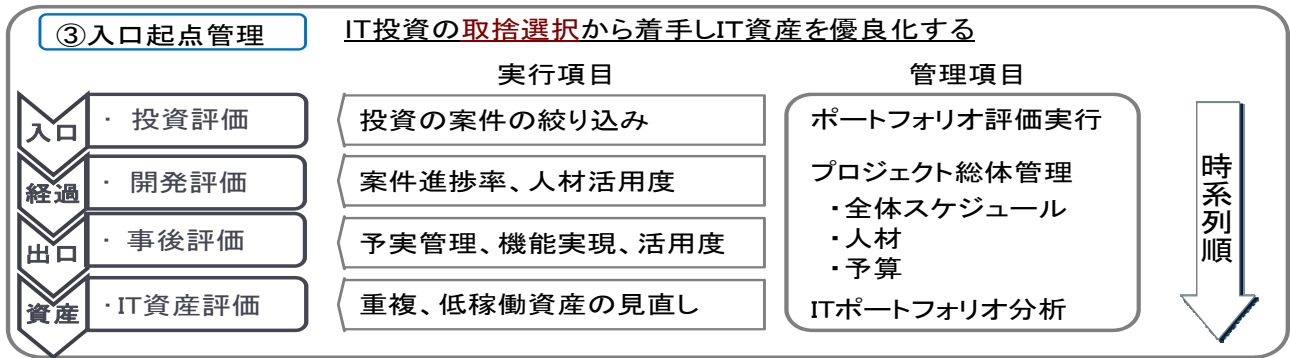 ③入口起点管理
IT投資の取捨選択から着手しIT資産を優良化する
実行項目
管理項目
入口
・ 投資評価
投資の案件の絞り込み
ポートフォリオ評価実行
経過
・ 開発評価
案件進捗率、人材活用度
プロジェクト総体管理
・全体スケジュール
・人材
・予算
出口
・ 事後評価
予実管理、機能実現、活用度
資産
・IT資産評価
重複、低稼働資産の見直し
ITポートフォリオ分析
時系列順